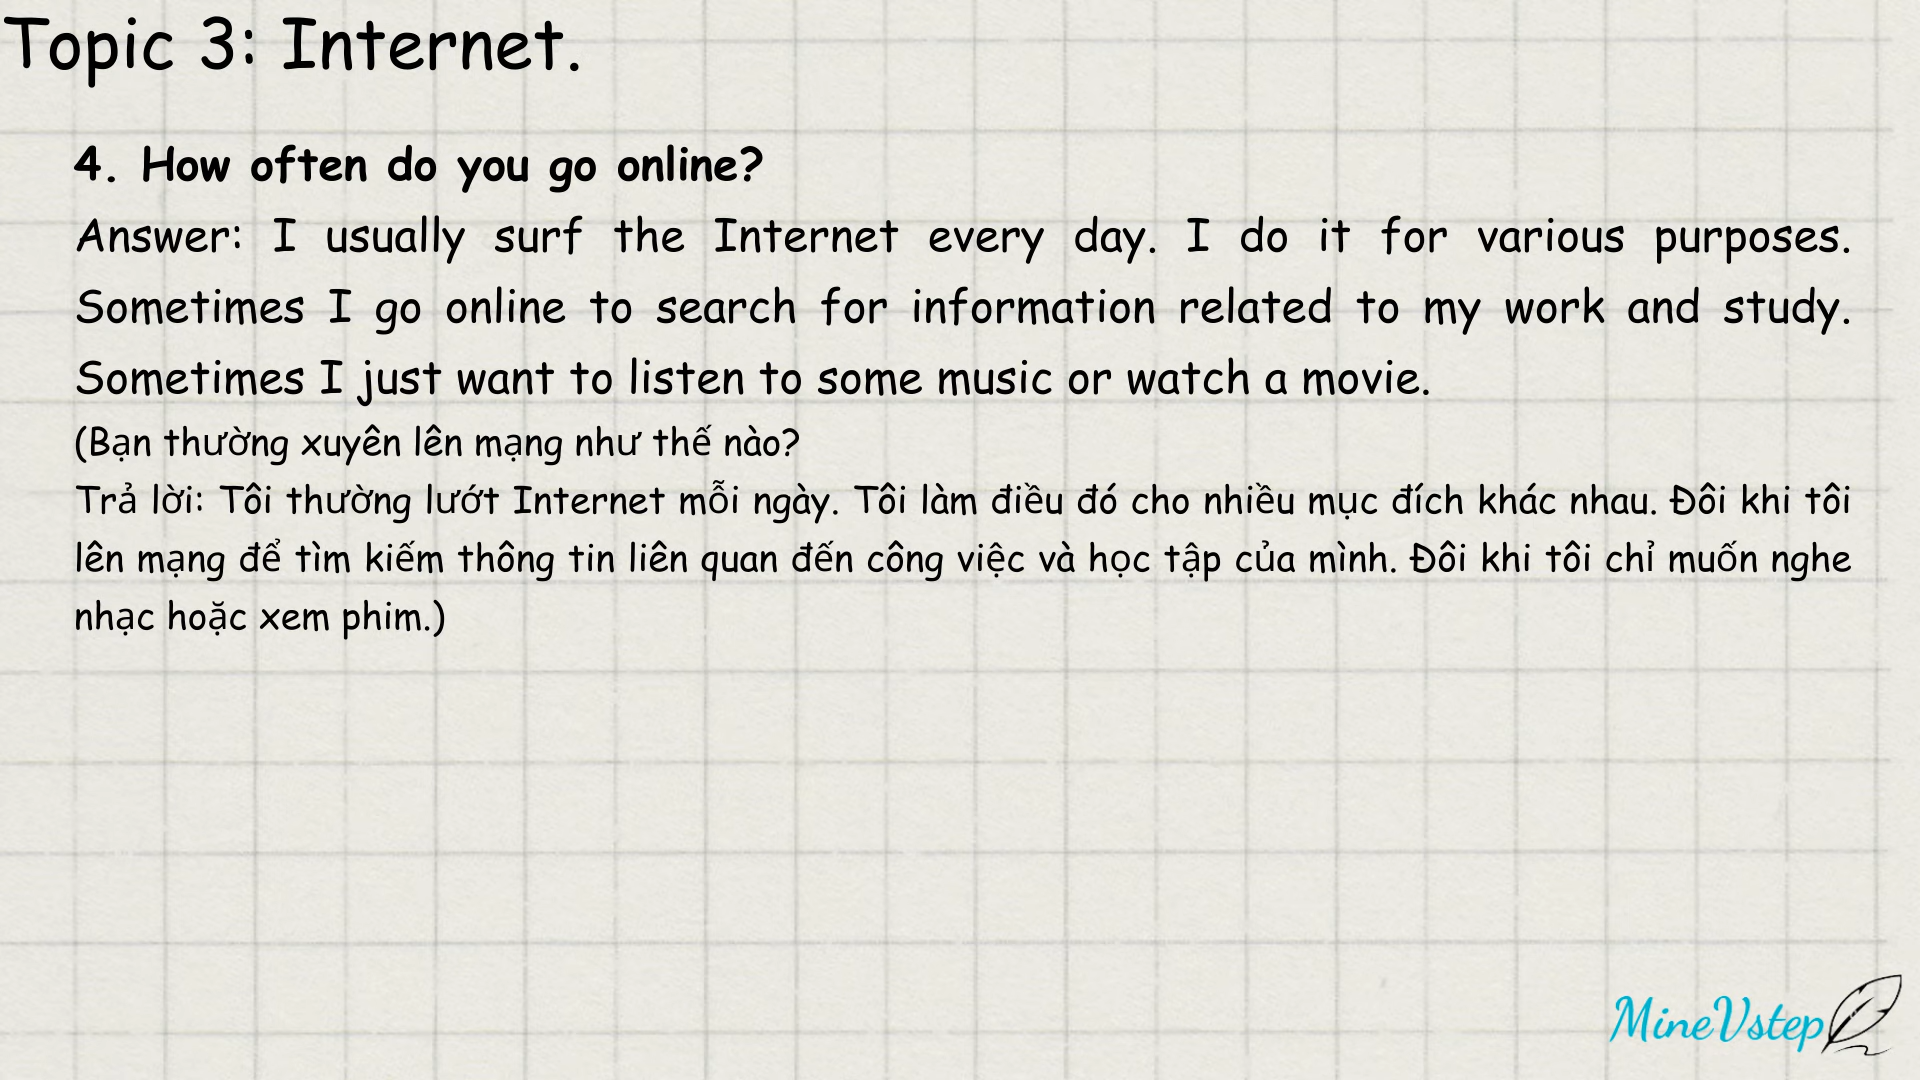 Topic 3: Internet.
4. How often do you go online?
Answer: I usually surf the Internet every day. I do it for various purposes.
Sometimes I go online to search for information related to my work and study.
Sometimes I just want to listen to some music or watch a movie.
(Bạn thường xuyên lên mạng như thế nào?
Trả lời: Tôi thường lướt Internet mỗi ngày. Tôi làm điều đó cho nhiều mục đích khác nhau. Đôi khi tôi
lên mạng để tìm kiếm thông tin liên quan đến công việc và học tập của mình. Đôi khi tôi chỉ muốn nghe
nhạc hoặc xem phim.)
MineVstep